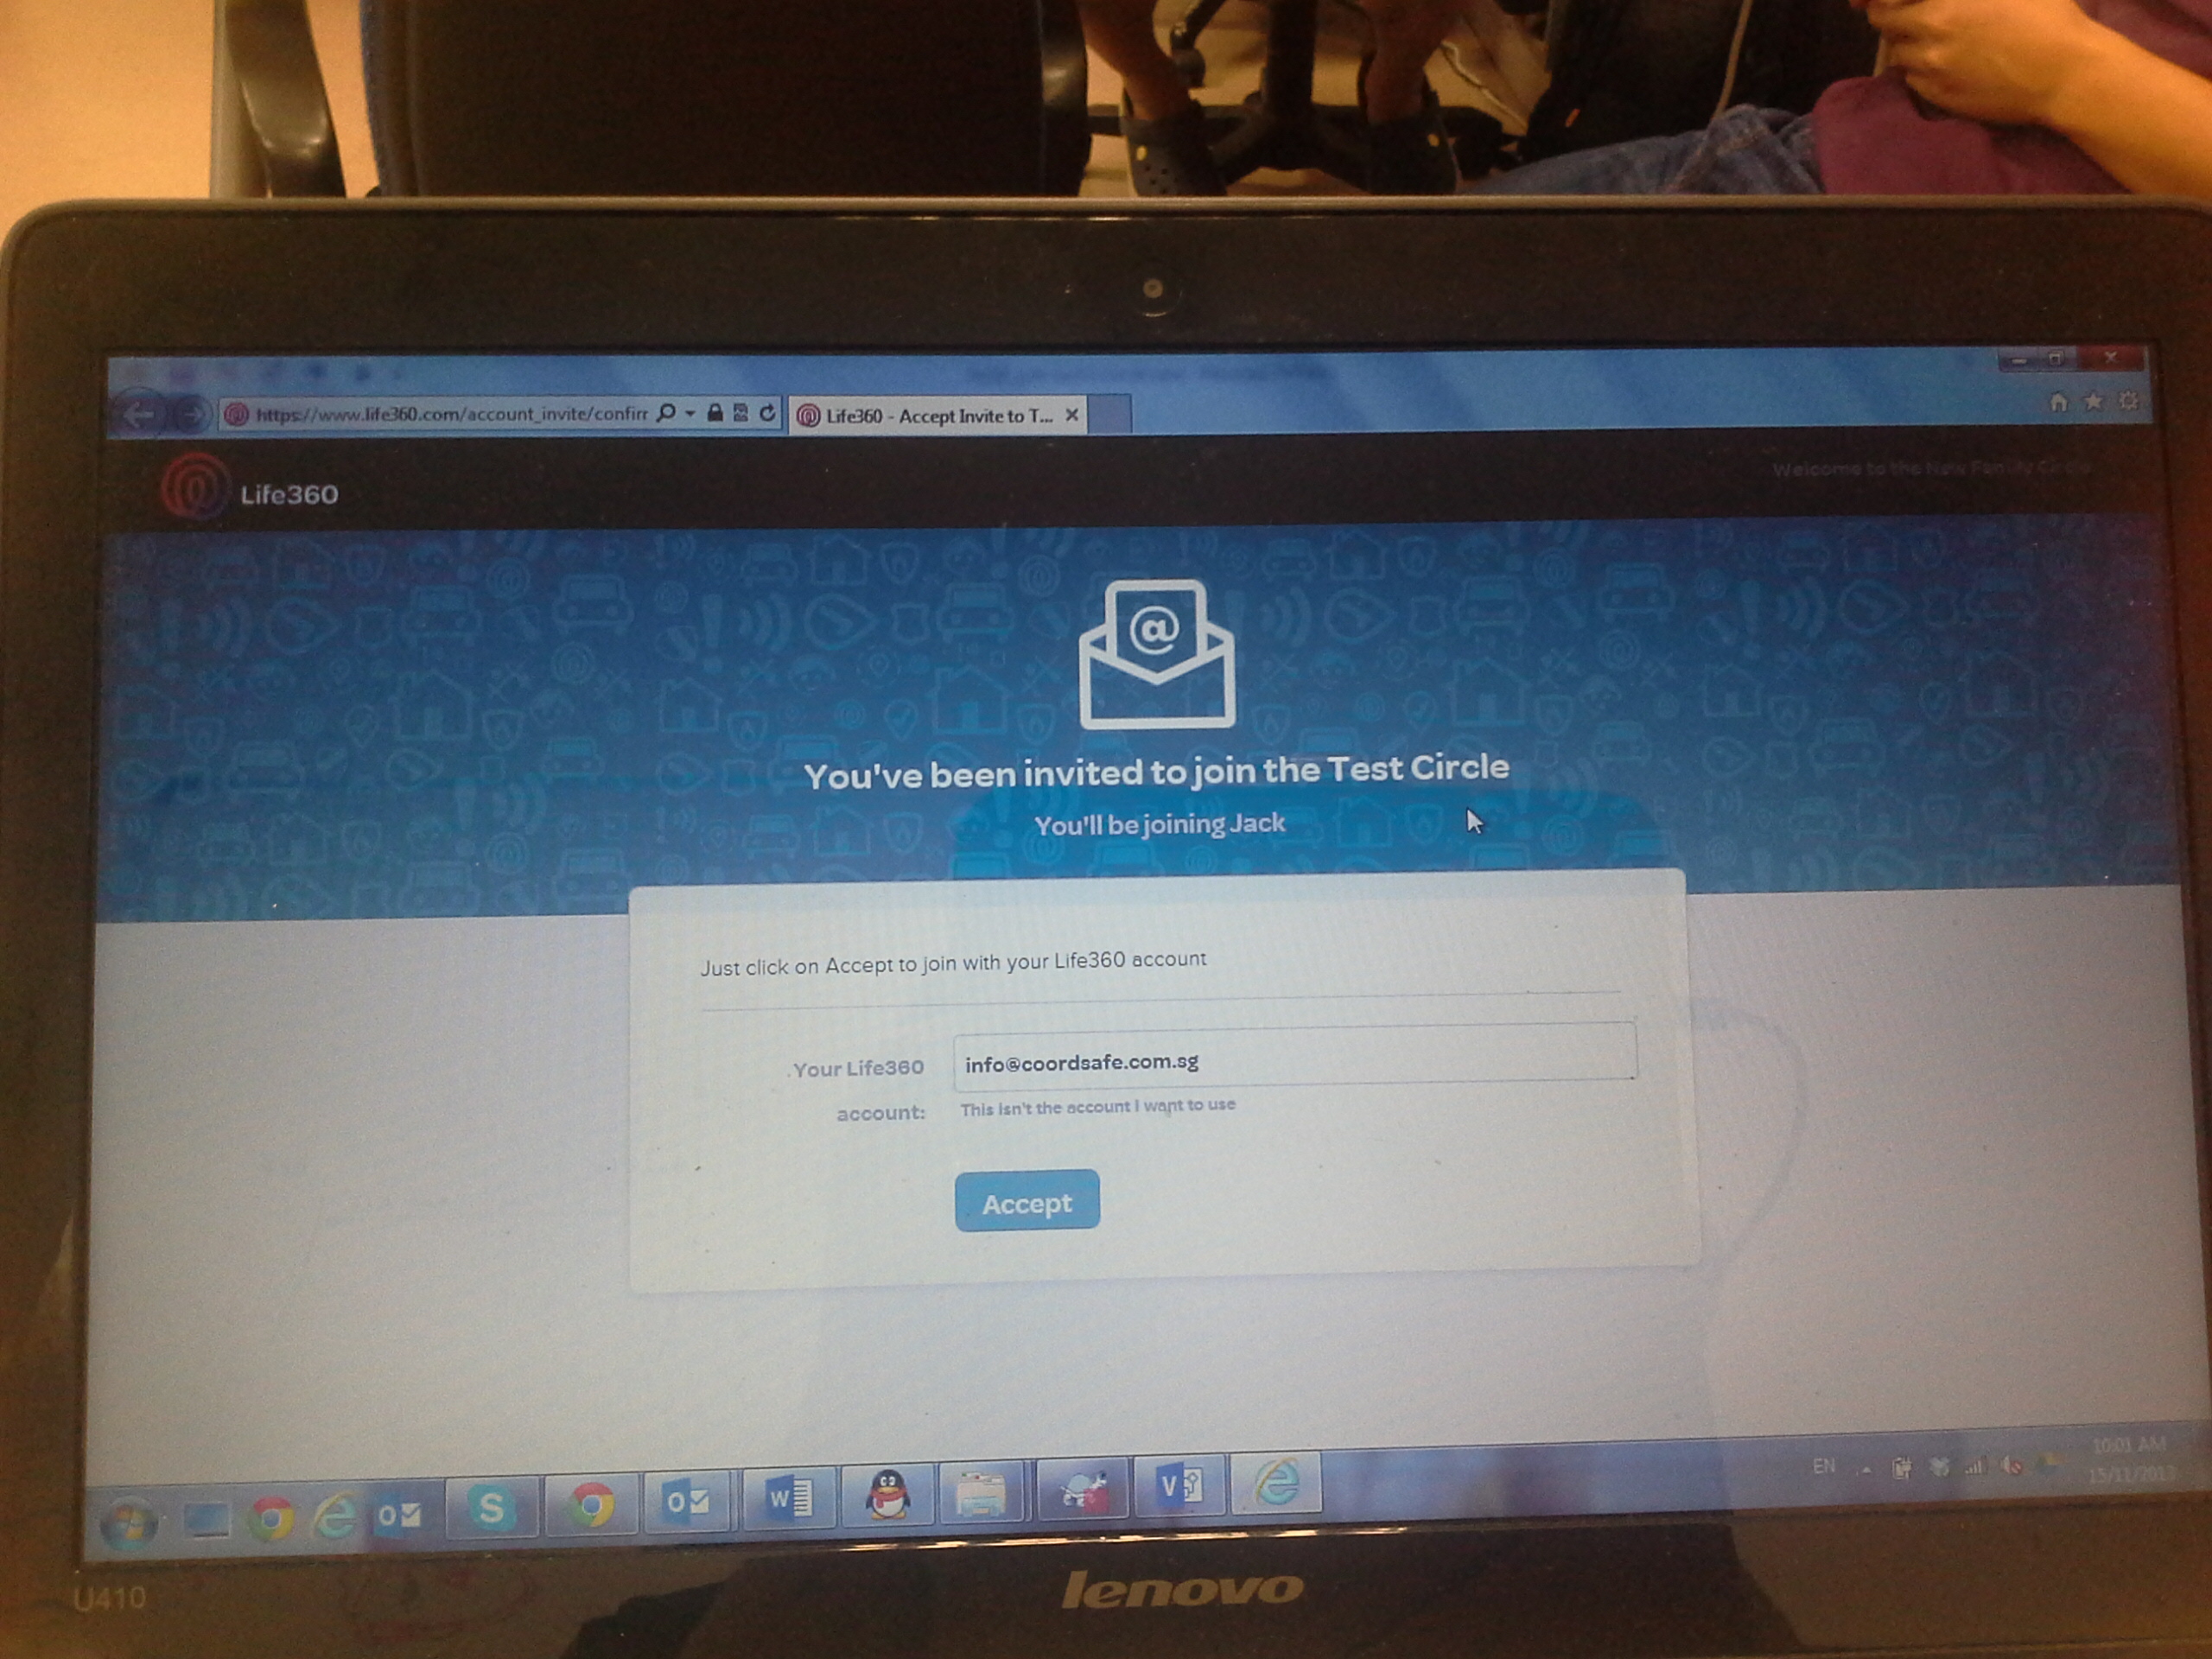 https://www.life360.com/account_invite/confirr
Life360 - Accept Invite to T...
Life360
Welcome to the New Family Circle
@
You've been invited to join the Test Circle
You'll be joining Jack
Just click on Accept to join with your Life360 account
Your Life360
account:
info@coordsafe.com.sg
This isn't the account I want to use
Accept
EN
10:01 AM
15/11/2013
lenovo
U410